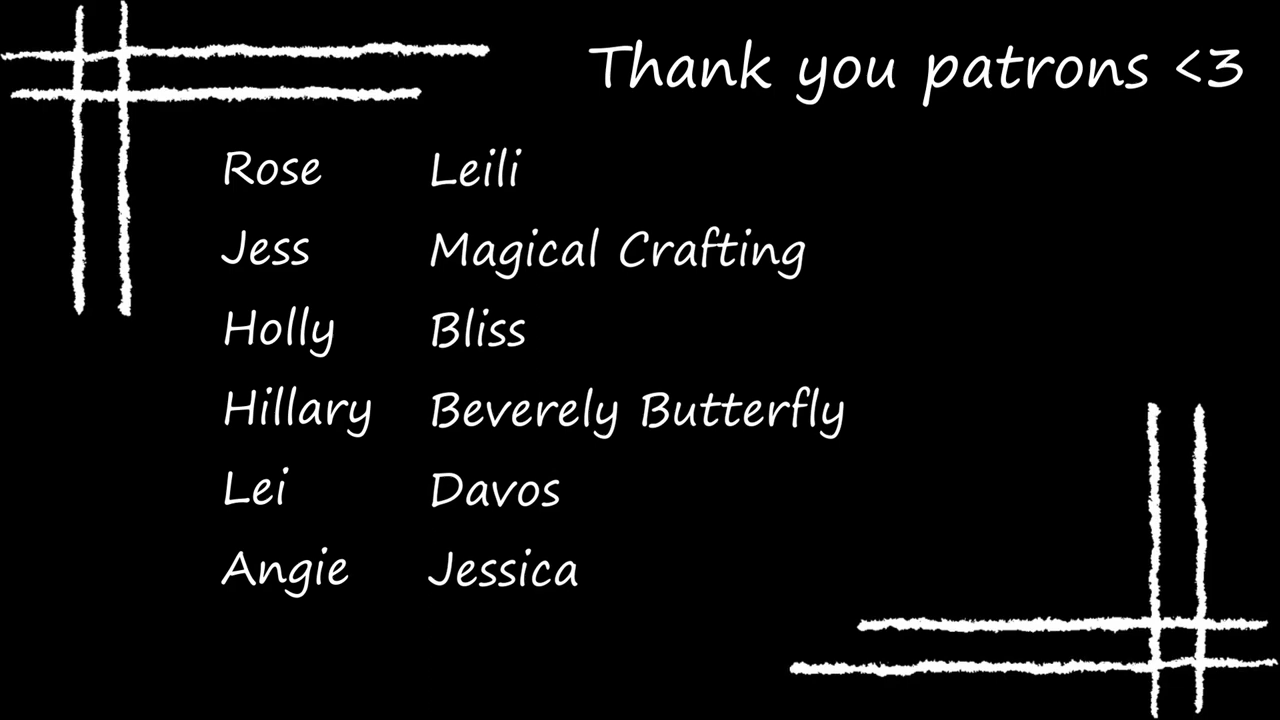 Thank you patrons <3
Rose Leili
Jess Magical Crafting
Holly Bliss
Hillary Beverely Butterfly
Lei Davos
Angie Jessica